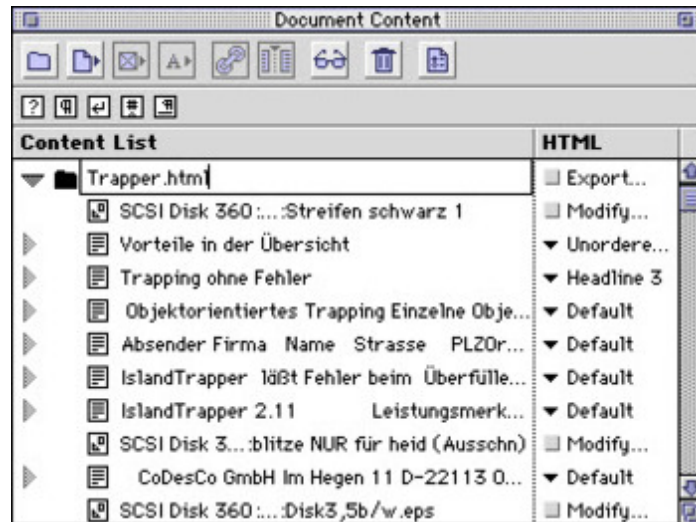 Document Content
A
?
Content List HTML
Trapper.html Export...
SCSI Disk 360 :... :Streifen schwarz 1 Modify...
Vorteile in der Übersicht Unordere...
Trapping ohne Fehler Headline 3
Objektorientiertes Trapping Einzelne Obje... Default
Absender Firma Name Strasse PLZOr... Default
IslandTrapper läßt Fehler beim Überfülle... Default
IslandTrapper 2.11 Leistungsmerk... Default
SCSI Disk 3... :blitze NUR für heid (Ausschn) Modify...
CoDesCo GmbH Im Hegen 11 D-22113 O... Default
SCSI Disk 360 :... :Disk3,5b/w.eps Modify...